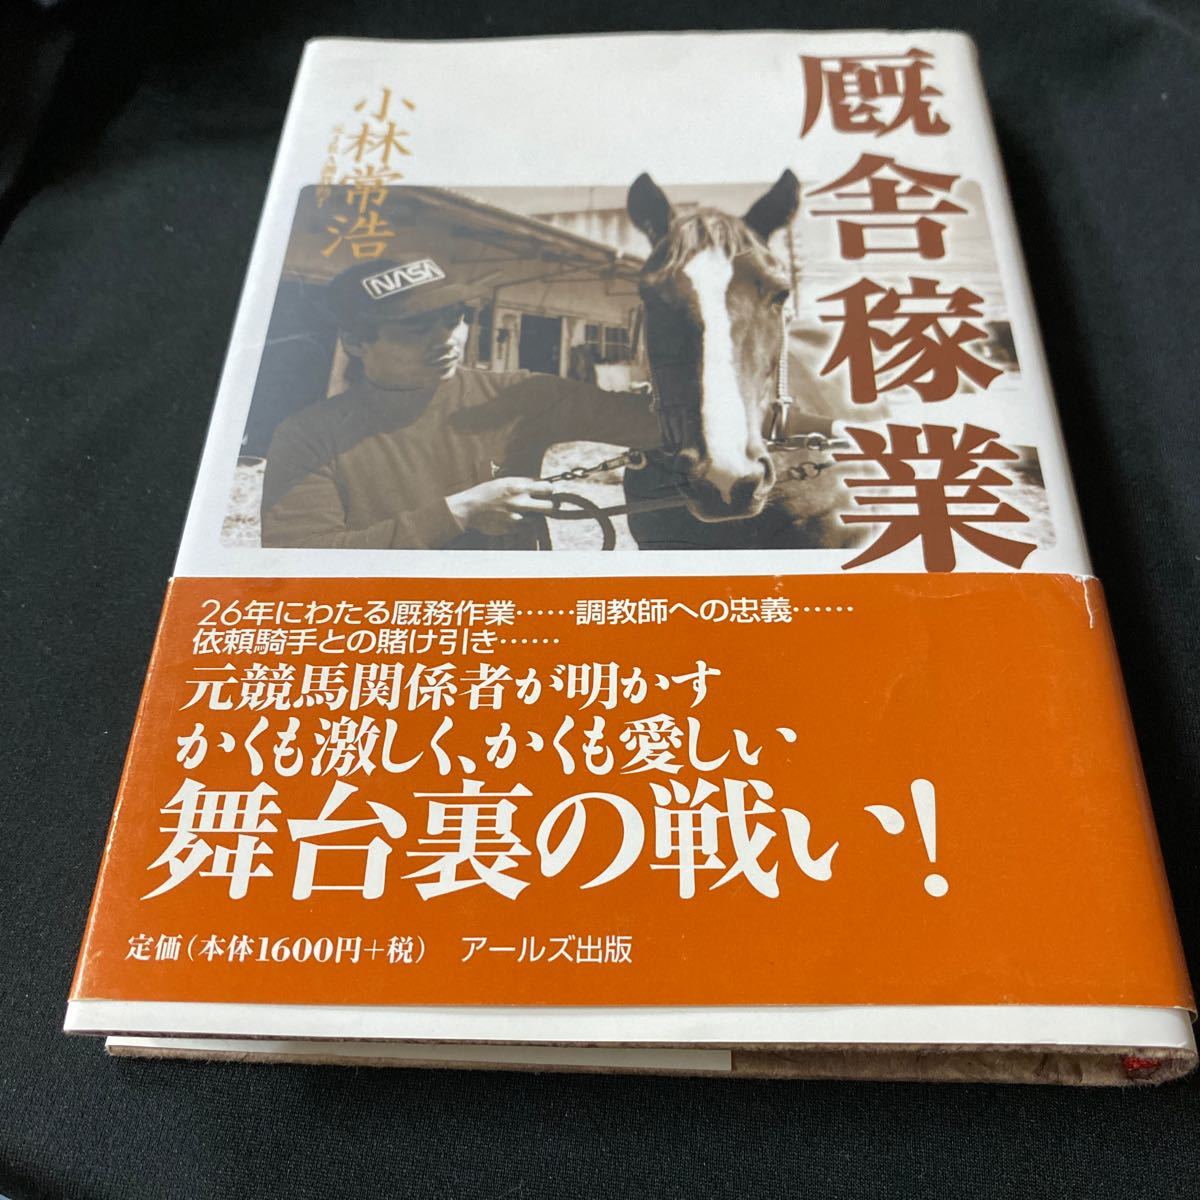 厩舎稼業
小林常浩
NASA
26年にわたる厩務作業……調教師への忠義……
依頼騎手との賭け引き……
元競馬関係者が明かす
かくも激しく、かくも愛しい
舞台裏の戦い!
定価(本体1600円+税) アールズ出版